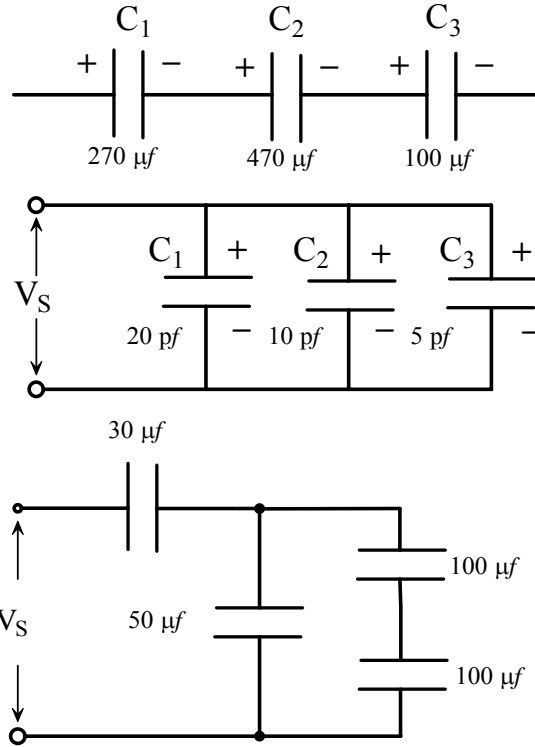 C1 C2 C3
+ − + − + −
270 μf 470 μf 100 μf
C1 + C2 + C3 +
VS
20 pf − 10 pf − 5 pf −
30 μf
100 μf
VS 50 μf
100 μf